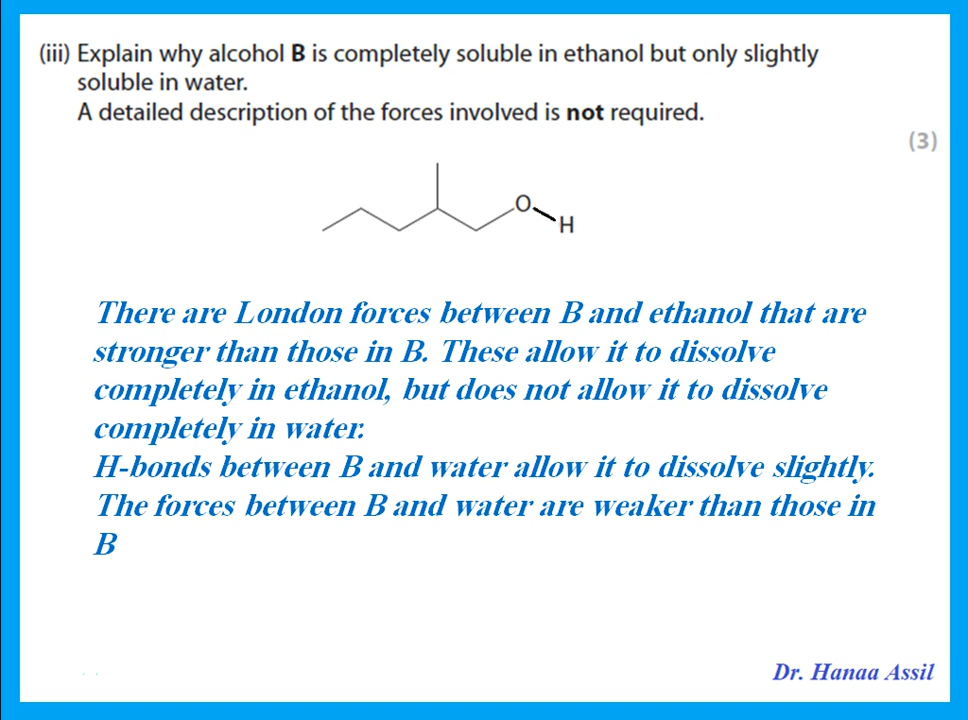 (iii) Explain why alcohol B is completely soluble in ethanol but only slightly
soluble in water.
A detailed description of the forces involved is not required.
(3)
O
H
There are London forces between B and ethanol that are
stronger than those in B. These allow it to dissolve
completely in ethanol, but does not allow it to dissolve
completely in water.
H-bonds between B and water allow it to dissolve slightly.
The forces between B and water are weaker than those in
B
Dr. Hanaa Assil